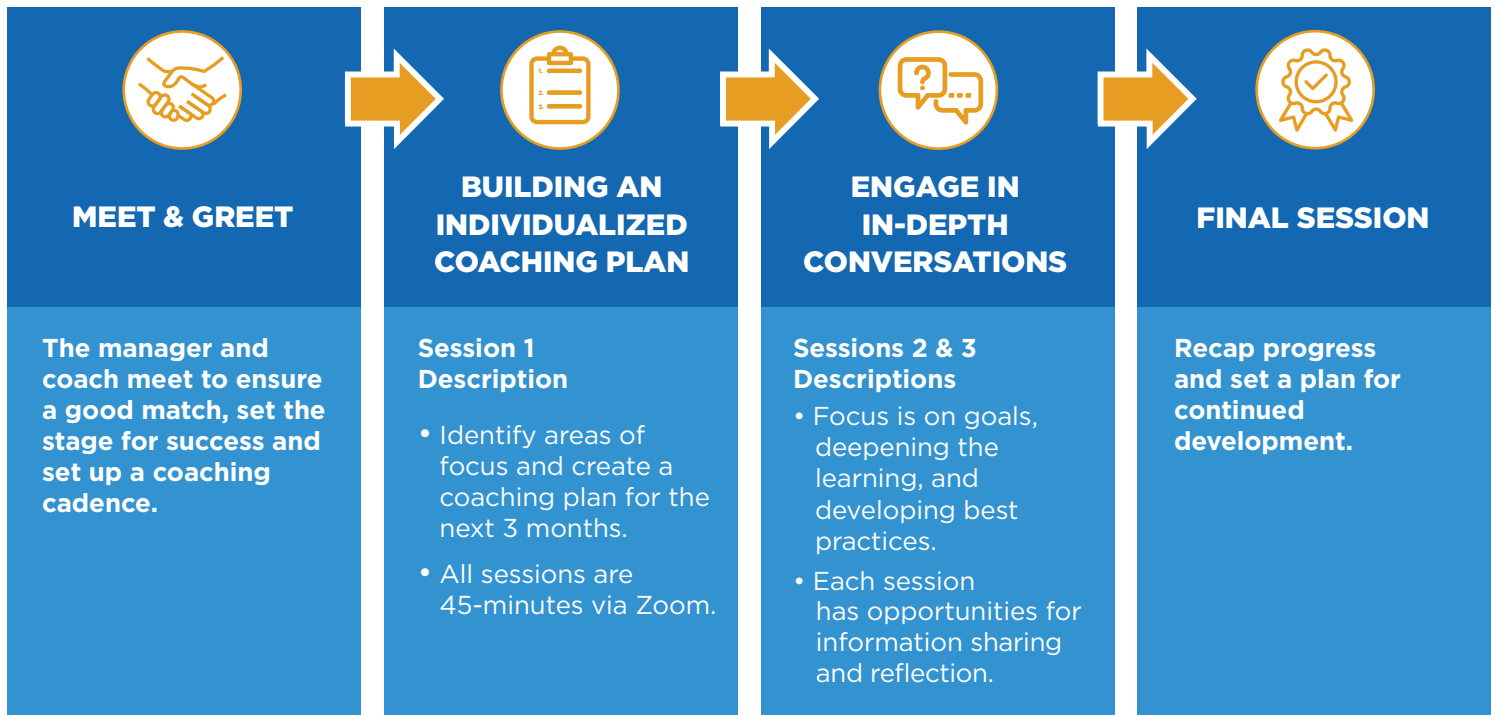 MEET & GREET
The manager and
coach meet to ensure
a good match, set the
stage for success and
set up a coaching
cadence.
1.
2.
3.
BUILDING AN
INDIVIDUALIZED
COACHING PLAN
Session 1
Description
• Identify areas of
focus and create a
coaching plan for the
next 3 months.
• All sessions are
45-minutes via Zoom.
?
...
ENGAGE IN
IN-DEPTH
CONVERSATIONS
Sessions 2 & 3
Descriptions
• Focus is on goals,
deepening the
learning, and
developing best
practices.
• Each session
has opportunities for
information sharing
and reflection.
FINAL SESSION
Recap progress
and set a plan for
continued
development.